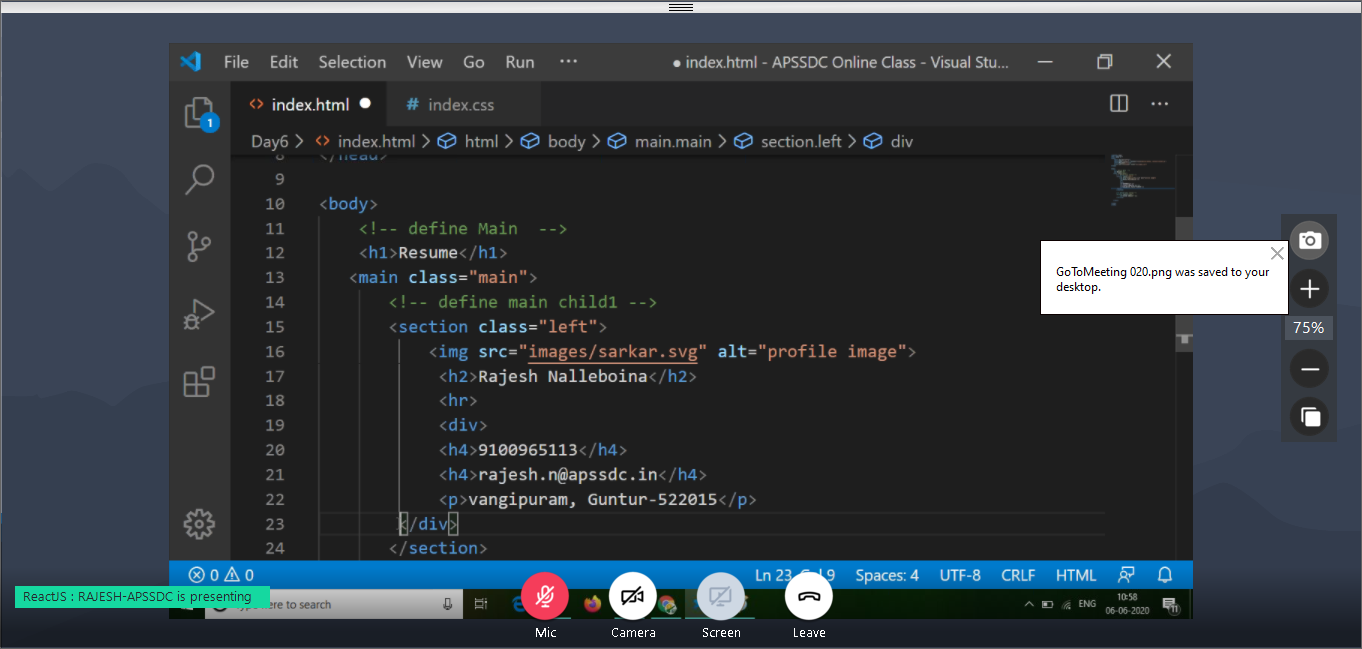 File Edit Selection View Go Run ··· ● index.html - APSSDC Online Class - Visual Stu...
1
<> index.html ● # index.css ···
Day6 > <> index.html > html > body > main.main > section.left > div
8 </head>
9
10 <body>
11 <!-- define Main -->
12 <h1>Resume</h1>
13 <main class="main">
14 <!-- define main child1 -->
15 <section class="left">
16 <img src="images/sarkar.svg" alt="profile image">
17 <h2>Rajesh Nalleboina</h2>
18 <hr>
19 <div>
20 <h4>9100965113</h4>
21 <h4>rajesh.n@apssdc.in</h4>
22 <p>vangipuram, Guntur-522015</p>
23 </div>
24 </section>
GoToMeeting 020.png was saved to your
desktop.
75%
0 0 Ln 23, Col 9 Spaces: 4 UTF-8 CRLF HTML
ReactJS : RAJESH-APSSDC is presenting
here to search
ENG 10:58
06-06-2020
11
Mic Camera Screen Leave